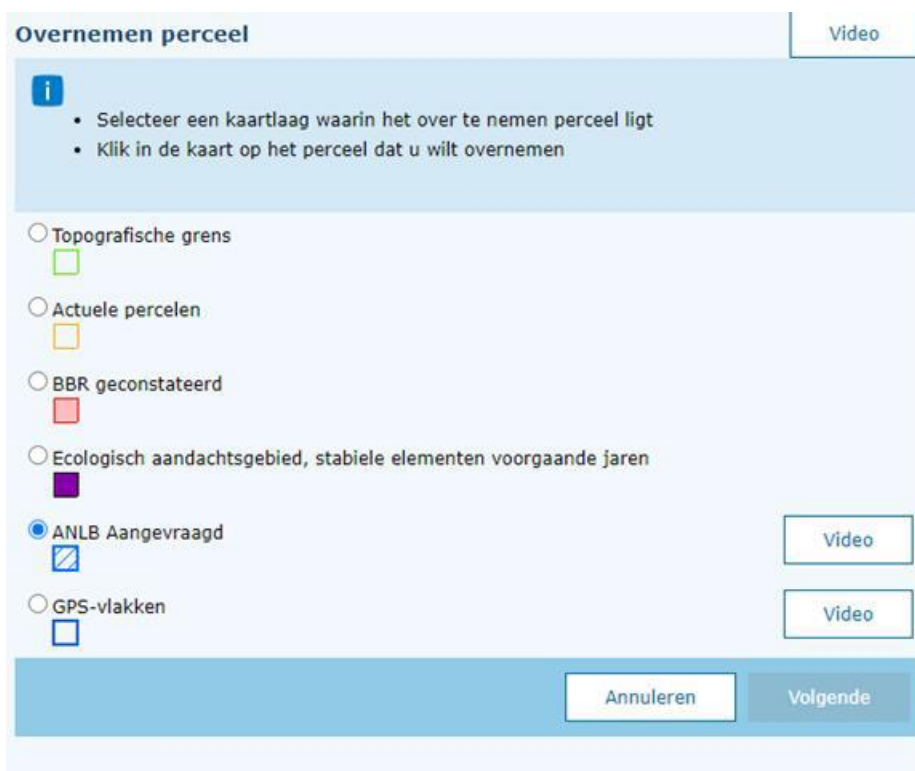 Overnemen perceel
Video
i
Selecteer een kaartlaag waarin het over te nemen perceel ligt
Klik in de kaart op het perceel dat u wilt overnemen
Topografische grens
Actuele percelen
BBR geconstateerd
Ecologisch aandachtsgebied, stabiele elementen voorgaande jaren
ANLB Aangevraagd
Video
GPS-vlakken
Video
Annuleren
Volgende